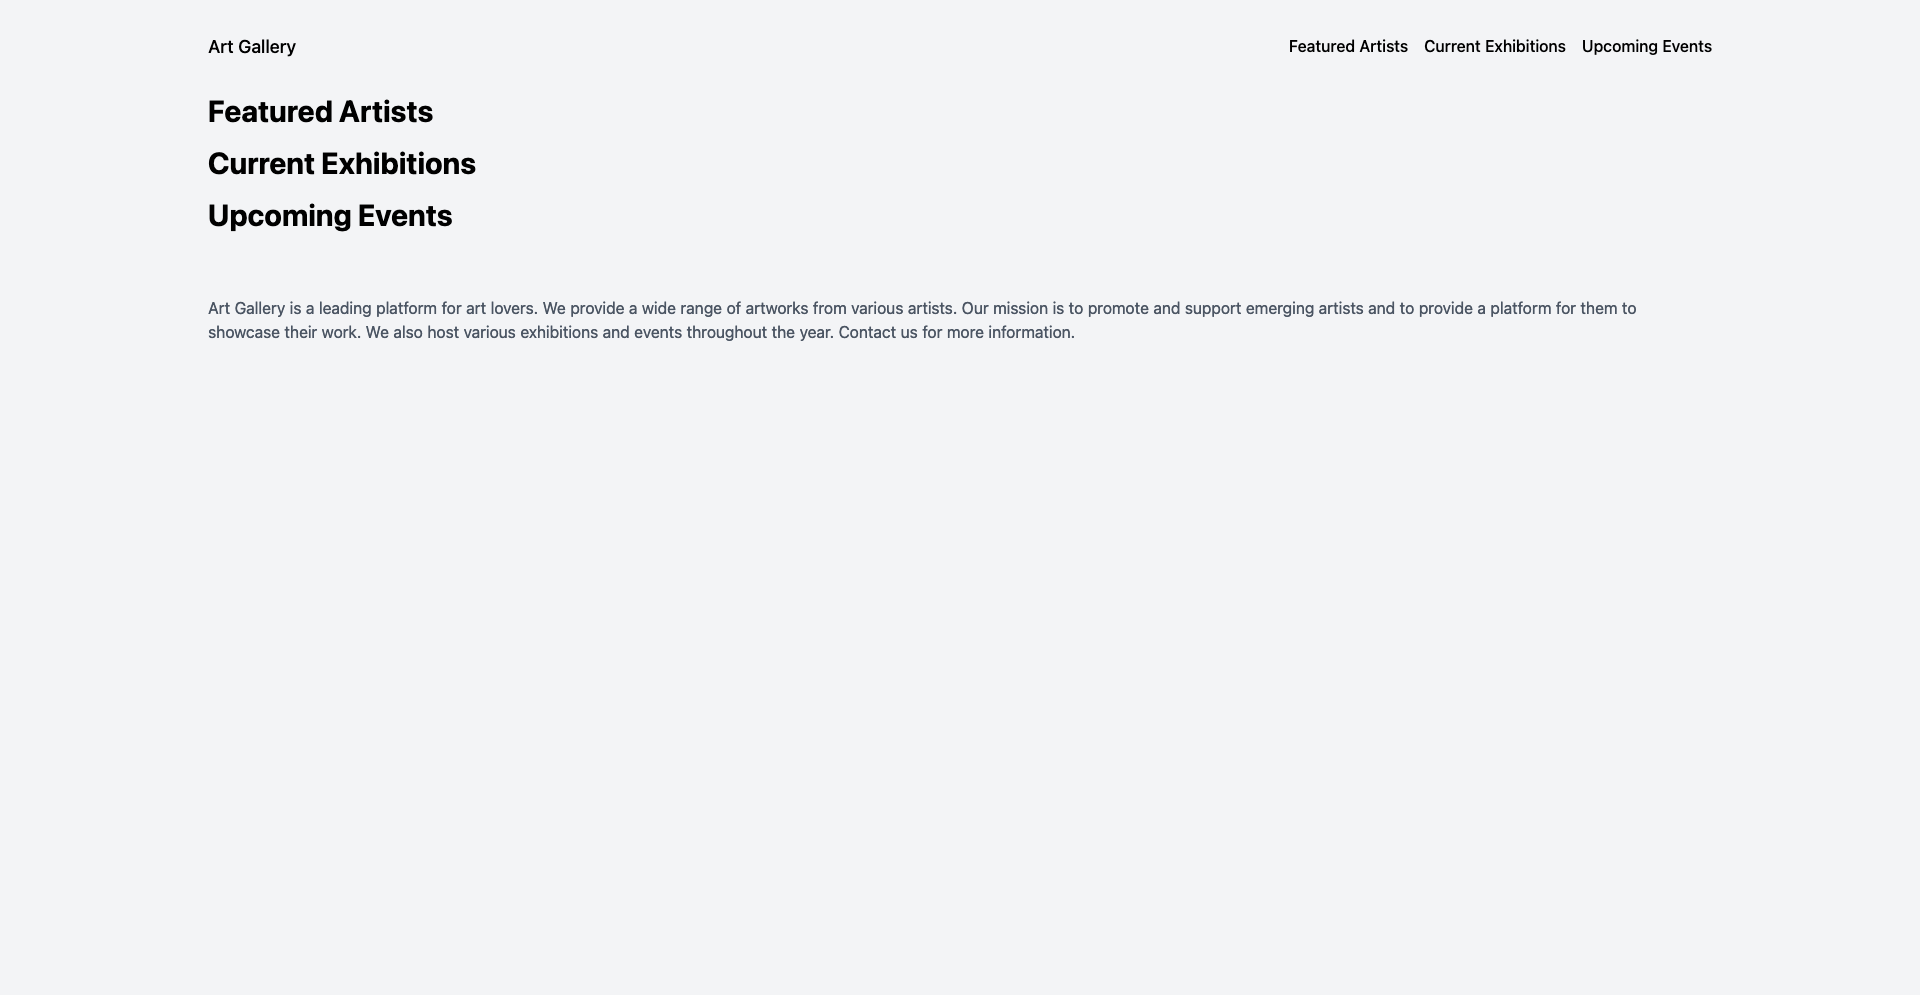 Art Gallery
Featured Artists Current Exhibitions Upcoming Events
Featured Artists
Current Exhibitions
Upcoming Events
Art Gallery is a leading platform for art lovers. We provide a wide range of artworks from various artists. Our mission is to promote and support emerging artists and to provide a platform for them to
showcase their work. We also host various exhibitions and events throughout the year. Contact us for more information.